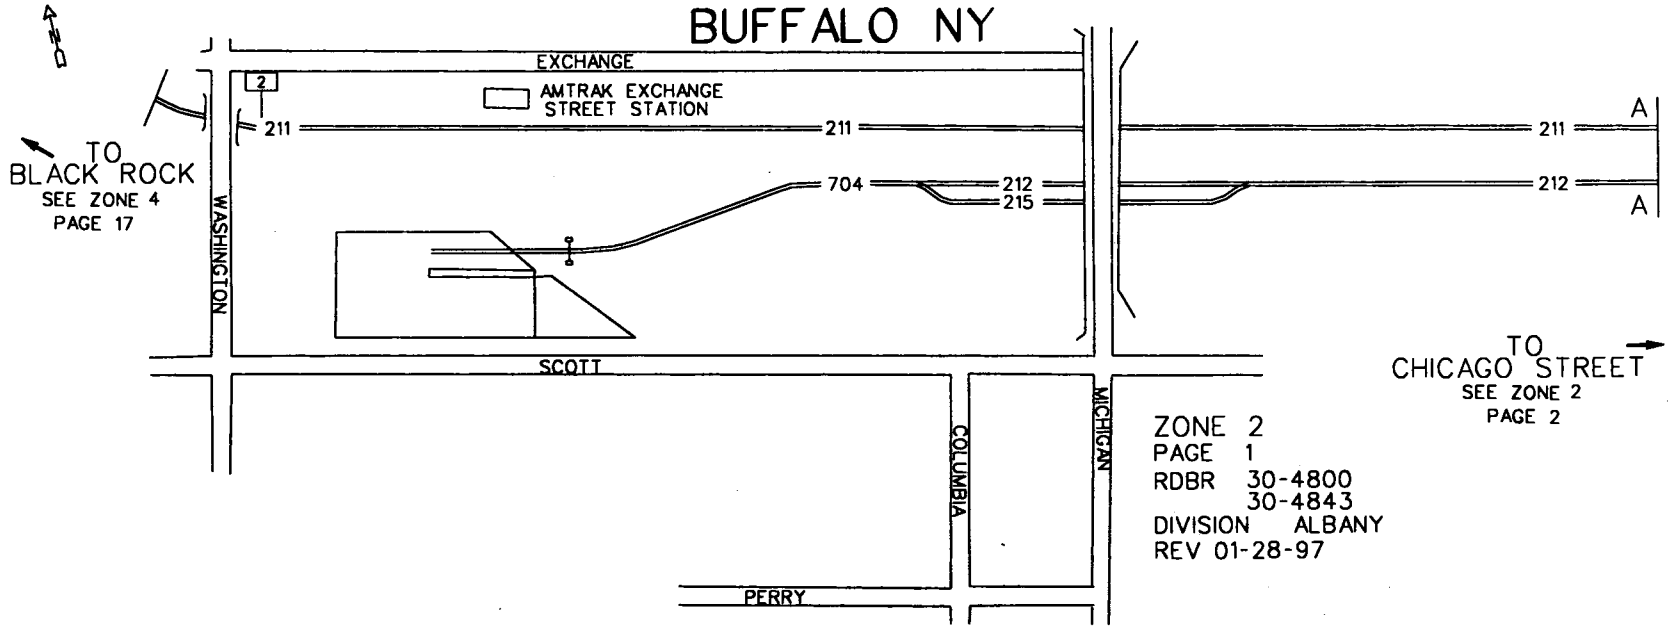 BUFFALO NY
N
EXCHANGE
2
AMTRAK EXCHANGE
STREET STATION
211
211
211
A
TO
BLACK ROCK
SEE ZONE 4
PAGE 17
704
212
212
215
A
WASHINGTON
SCOTT
TO
CHICAGO STREET
SEE ZONE 2
PAGE 2
COLUMBIA
MICHIGAN
ZONE 2
PAGE 1
RDBR 30-4800
30-4843
DIVISION ALBANY
REV 01-28-97
PERRY